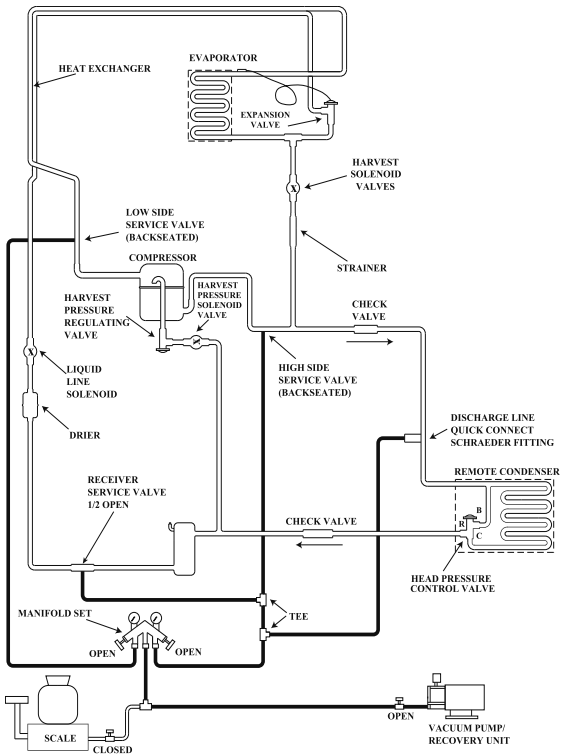 EVAPORATOR
HEAT EXCHANGER
EXPANSION
VALVE
HARVEST
SOLENOID
VALVES
X
LOW SIDE
SERVICE VALVE
(BACKSEATED)
STRAINER
COMPRESSOR
HARVEST
PRESSURE
SOLENOID
VALVE
HARVEST
PRESSURE
REGULATING
VALVE
CHECK
VALVE
X
LIQUID
LINE
SOLENOID
HIGH SIDE
SERVICE VALVE
(BACKSEATED)
DRIER
DISCHARGE LINE
QUICK CONNECT
SCHRAEDER FITTING
RECEIVER
SERVICE VALVE
1/2 OPEN
REMOTE CONDENSER
B
R
C
CHECK VALVE
HEAD PRESSURE
CONTROL VALVE
MANIFOLD SET
TEE
OPEN
OPEN
SCALE
CLOSED
OPEN
VACUUM PUMP/
RECOVERY UNIT